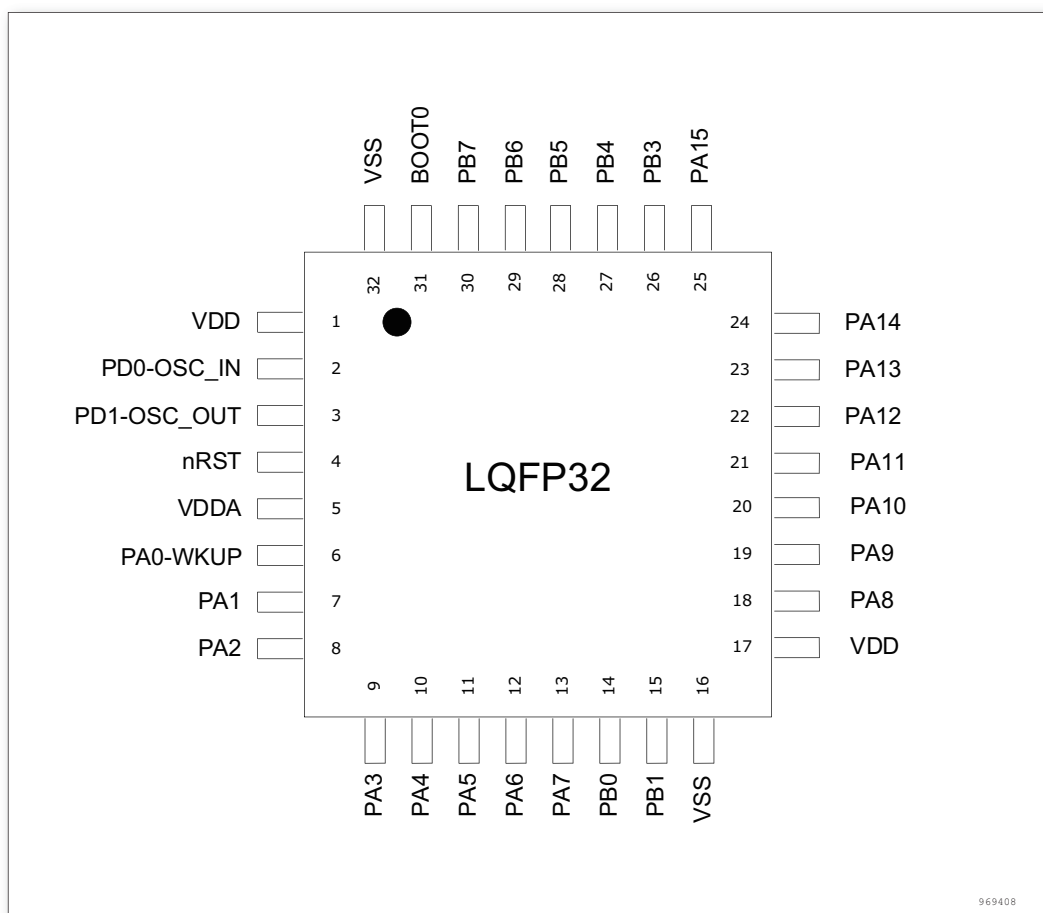 VSS
BOOT0
PB7
PB6
PB5
PB4
PB3
PA15
32
31
30
29
28
27
26
25
VDD 1
PD0-OSC_IN 2
PD1-OSC_OUT 3
nRST 4
VDDA 5
PA0-WKUP 6
PA1 7
PA2 8
LQFP32
24 PA14
23 PA13
22 PA12
21 PA11
20 PA10
19 PA9
18 PA8
17 VDD
9
10
11
12
13
14
15
16
PA3
PA4
PA5
PA6
PA7
PB0
PB1
VSS
969408